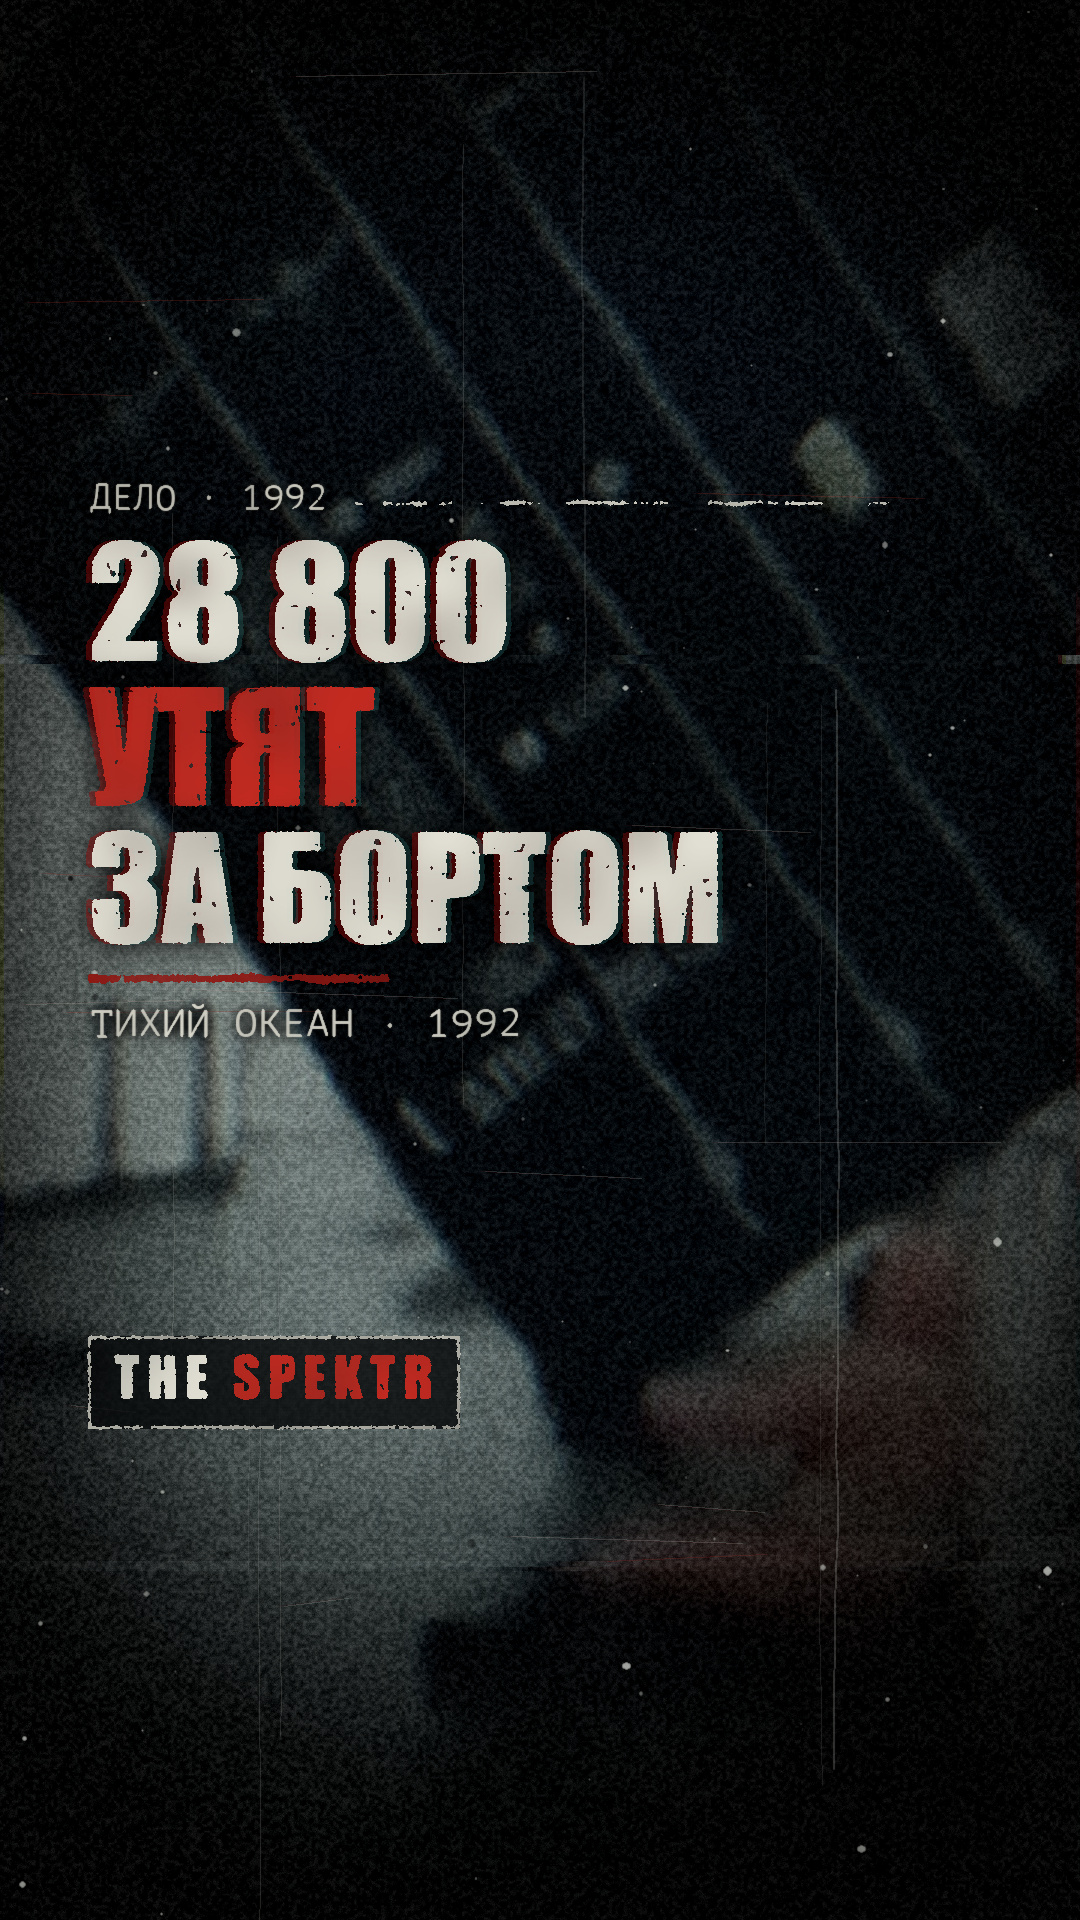 ДЕЛО · 1992
28 800
УТЯТ
ЗА БОРТОМ
ТИХИЙ ОКЕАН · 1992
THE SPEKTR